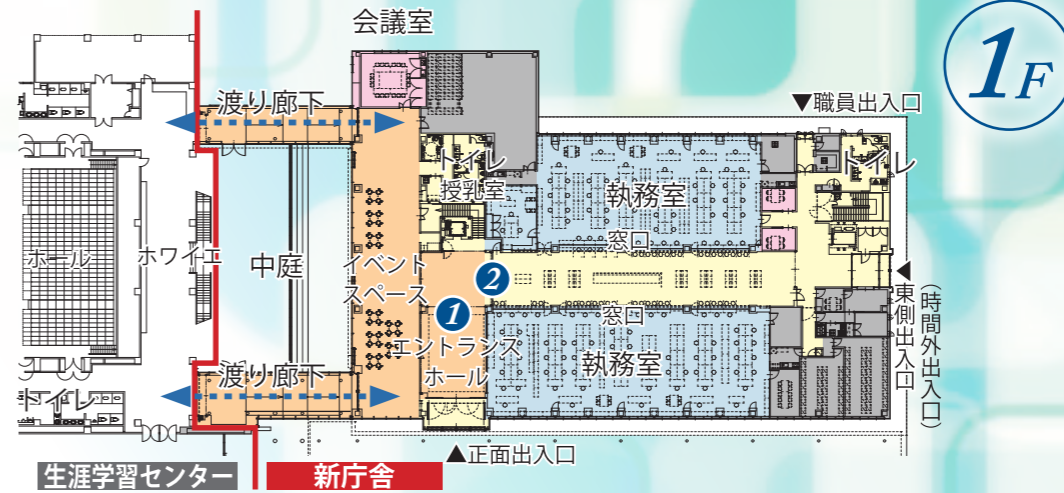 会議室
1F
▼職員出入口
渡り廊下
トイレ
授乳室
トイレ
執務室
窓口
ホール
ホワイエ
中庭
イベント
スペース
2
1
エントランス
ホール
窓口
執務室
◀東側出入口
(時間外出入口)
渡り廊下
トイレ
▲正面出入口
生涯学習センター
新庁舎